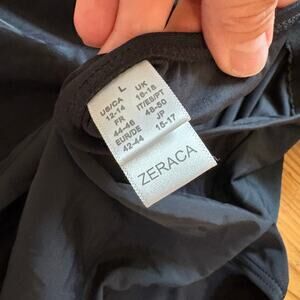 L
US/CA UK
12-14 16-18
FR IT/ES/PT
44-46 48-50
EUR/DE JP
42-44 15-17
ZERACA